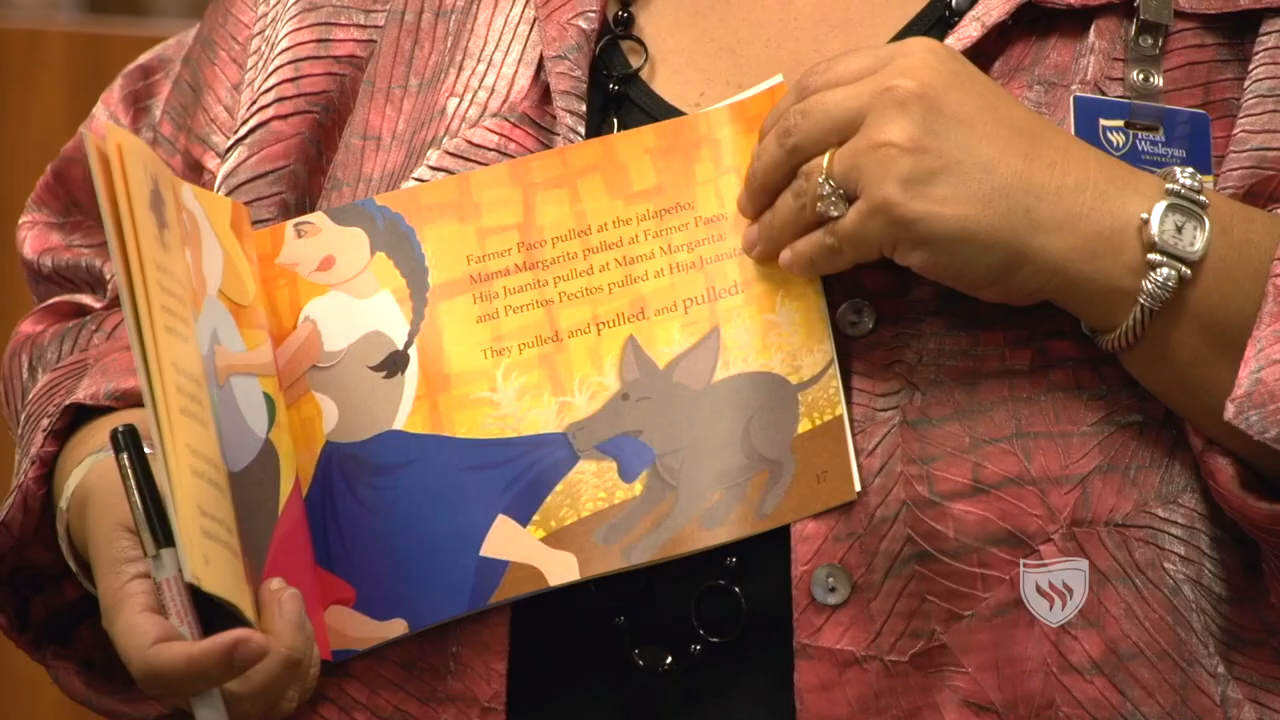 Farmer Paco pulled at the jalapeño;
Mamá Margarita pulled at Farmer Paco;
Hija Juanita pulled at Mamá Margarita;
and Perritos Pecitos pulled at Hija Juanita
They pulled, and pulled, and pulled.
17
Texas
Wesleyan
UNIVERSITY